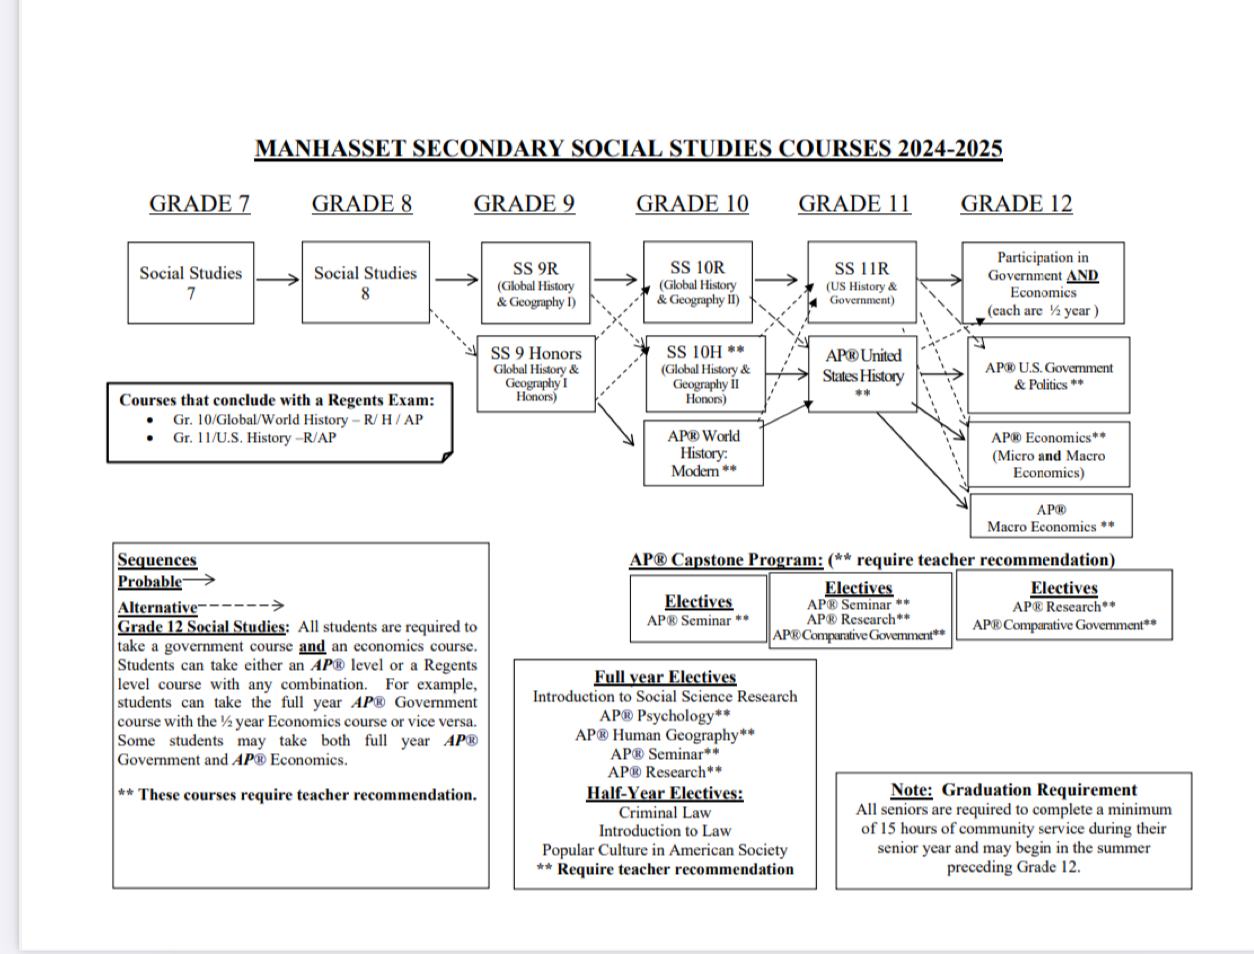 MANHASSET SECONDARY SOCIAL STUDIES COURSES 2024-2025
GRADE 7
GRADE 8
GRADE 9
GRADE 10
GRADE 11
GRADE 12
Social Studies
7
Social Studies
8
SS 9R
(Global History
& Geography I)
SS 10R
(Global History
& Geography II)
SS 11R
(US History &
Government)
Participation in
Government AND
Economics
(each are ½ year )
SS 9 Honors
Global History &
Geography I
Honors)
SS 10H **
(Global History &
Geography II
Honors)
AP® United
States History
**
AP® U.S. Government
& Politics **
Courses that conclude with a Regents Exam:
• Gr. 10/Global/World History – R/ H / AP
• Gr. 11/U.S. History –R/AP
AP® World
History:
Modern **
AP® Economics**
(Micro and Macro
Economics)
AP®
Macro Economics **
Sequences
Probable
Alternative
Grade 12 Social Studies: All students are required to
take a government course and an economics course.
Students can take either an AP® level or a Regents
level course with any combination. For example,
students can take the full year AP® Government
course with the ½ year Economics course or vice versa.
Some students may take both full year AP®
Government and AP® Economics.
** These courses require teacher recommendation.
AP® Capstone Program: (** require teacher recommendation)
Electives
AP® Seminar **
Electives
AP® Seminar **
AP® Research**
AP® Comparative Government**
Electives
AP® Research**
AP® Comparative Government**
Full year Electives
Introduction to Social Science Research
AP® Psychology**
AP® Human Geography**
AP® Seminar**
AP® Research**
Half-Year Electives:
Criminal Law
Introduction to Law
Popular Culture in American Society
** Require teacher recommendation
Note: Graduation Requirement
All seniors are required to complete a minimum
of 15 hours of community service during their
senior year and may begin in the summer
preceding Grade 12.